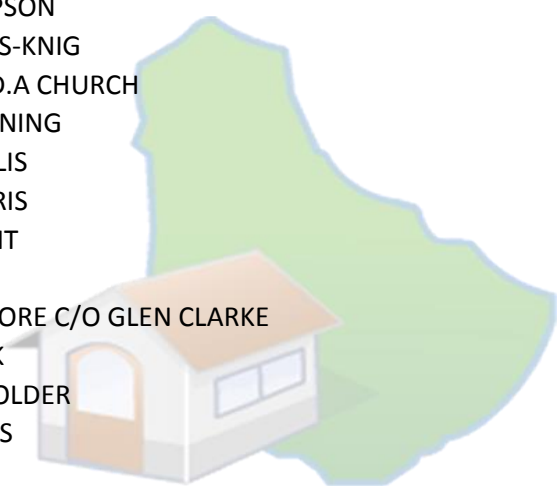 PSON
S-KNIG
D.A CHURCH
NING
LIS
RIS
IT
ORE C/O GLEN CLARKE
K
OLDER
S